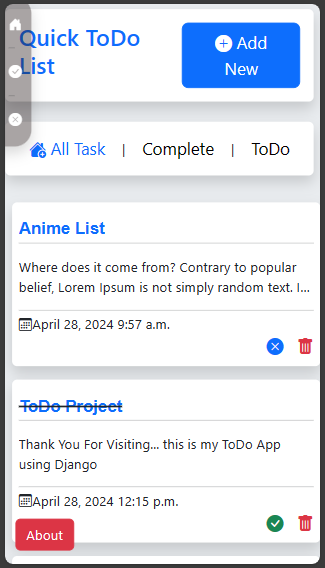 Quick ToDo
List
Add
New
All Task | Complete | ToDo
Anime List
Where does it come from? Contrary to popular
belief, Lorem Ipsum is not simply random text. I...
April 28, 2024 9:57 a.m.
ToDo Project
Thank You For Visiting... this is my ToDo App
using Django
April 28, 2024 12:15 p.m.
About